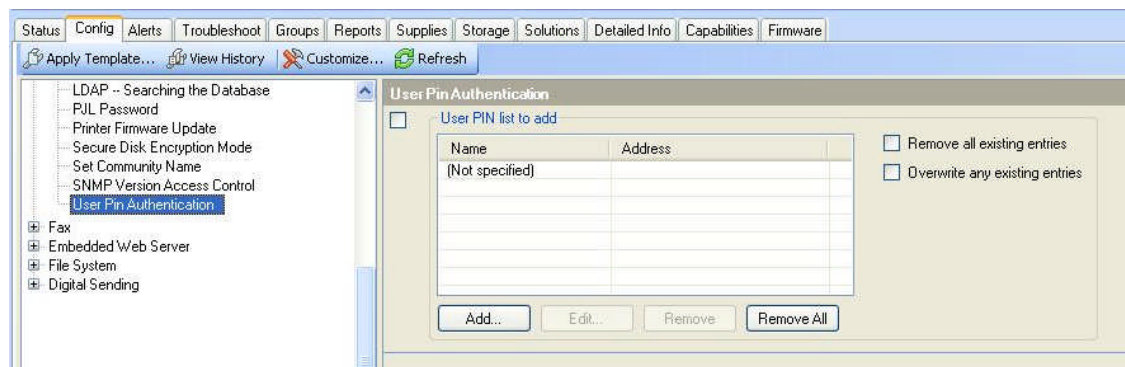 Status Config Alerts Troubleshoot Groups Reports Supplies Storage Solutions Detailed Info Capabilities Firmware
Apply Template... View History Customize... Refresh
LDAP -- Searching the Database
PJL Password
Printer Firmware Update
Secure Disk Encryption Mode
Set Community Name
SNMP Version Access Control
User Pin Authentication
Fax
Embedded Web Server
File System
Digital Sending
User Pin Authentication
User PIN list to add
Name Address
(Not specified)
Remove all existing entries
Overwrite any existing entries
Add... Edit... Remove Remove All